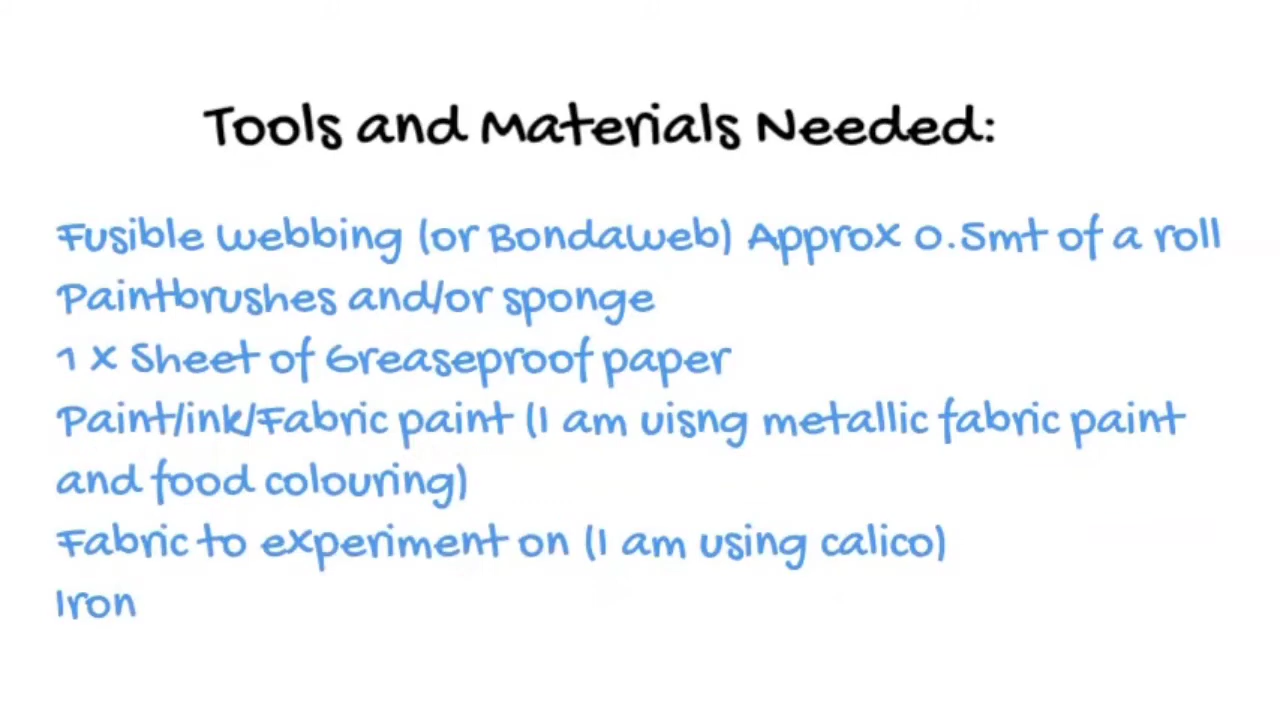 Tools and Materials Needed:
Fusible webbing (or Bondaweb) Approx 0.5mt of a roll
Paintbrushes and/or sponge
1 x Sheet of Greaseproof paper
Paint/ink/Fabric paint (I am uisng metallic fabric paint
and food colouring)
Fabric to experiment on (I am using calico)
Iron